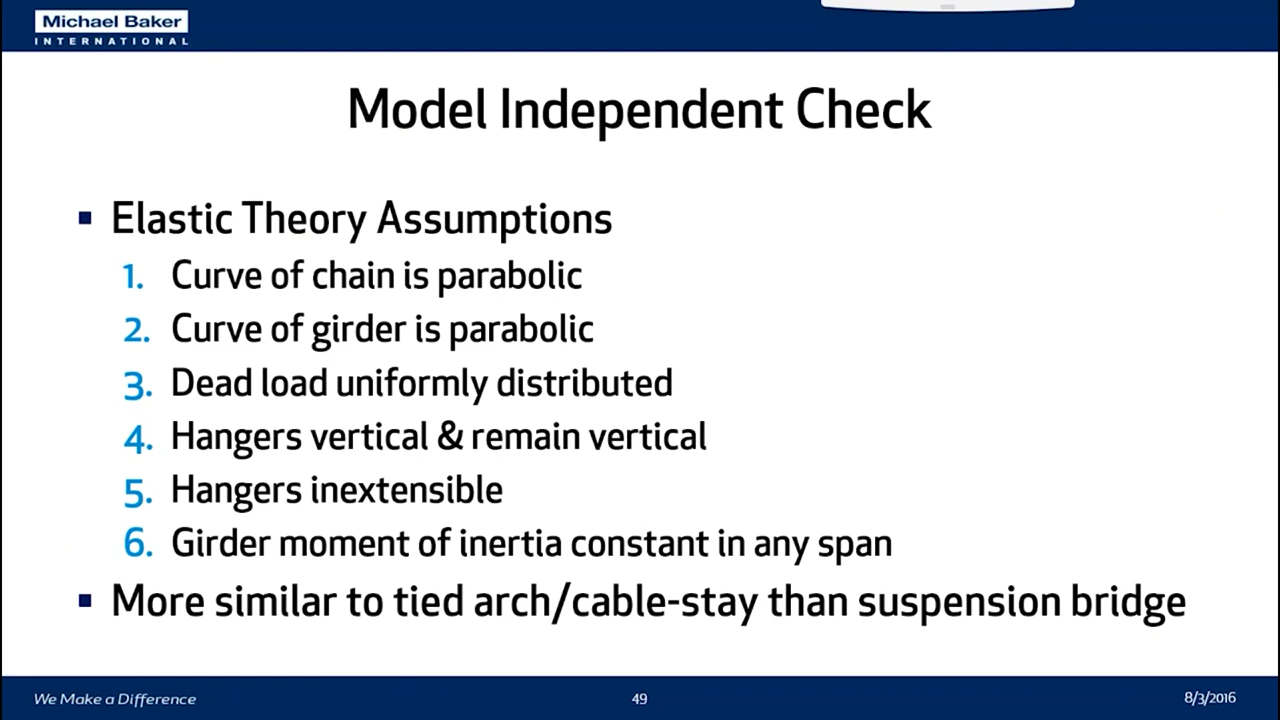 Michael Baker
INTERNATIONAL
Model Independent Check
▪ Elastic Theory Assumptions
1. Curve of chain is parabolic
2. Curve of girder is parabolic
3. Dead load uniformly distributed
4. Hangers vertical & remain vertical
5. Hangers inextensible
6. Girder moment of inertia constant in any span
▪ More similar to tied arch/cable-stay than suspension bridge
We Make a Difference
49
8/3/2016